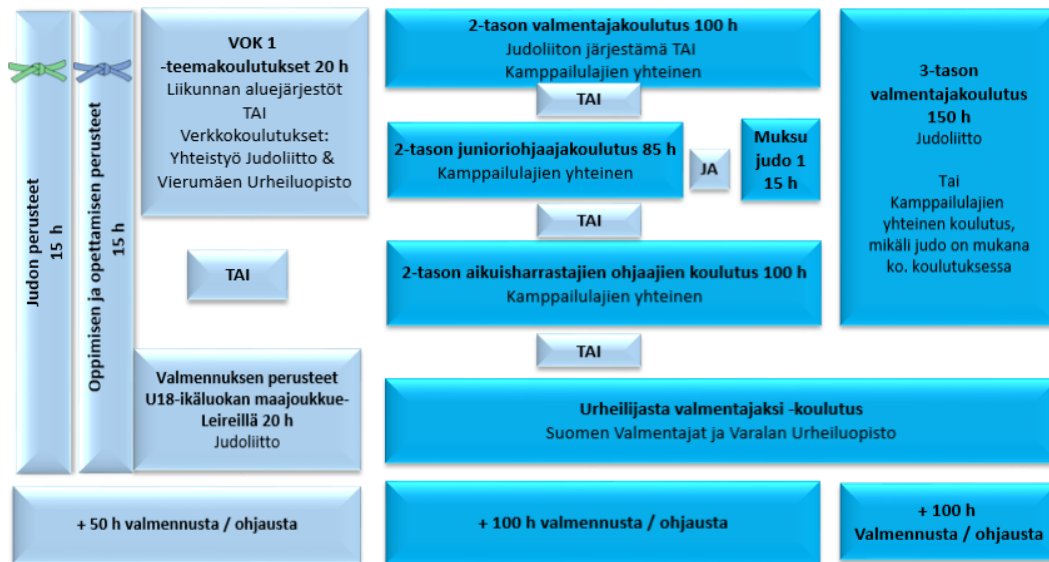 Judon perusteet
15 h
Oppimisen ja opettamisen perusteet
15 h
VOK 1
-teemakoulutukset 20 h
Liikunnan aluejärjestöt
TAI
Verkkokoulutukset:
Yhteistyö Judoliitto &
Vierumäen Urheiluopisto
TAI
Valmennuksen perusteet
U18-ikäluokan maajoukkue-
Leireillä 20 h
Judoliitto
+ 50 h valmennusta / ohjausta
2-tason valmentajakoulutus 100 h
Judoliiton järjestämä TAI
Kamppailulajien yhteinen
TAI
2-tason junioriohjaajakoulutus 85 h
Kamppailulajien yhteinen
JA
Muksu
judo 1
15 h
TAI
2-tason aikuisharrastajien ohjaajien koulutus 100 h
Kamppailulajien yhteinen
TAI
Urheilijasta valmentajaksi -koulutus
Suomen Valmentajat ja Varalan Urheiluopisto
+ 100 h valmennusta / ohjausta
3-tason
valmentajakoulutus
150 h
Judoliitto
Tai
Kamppailulajien
yhteinen koulutus,
mikäli judo on mukana
ko. koulutuksessa
+ 100 h
Valmennusta / ohjausta